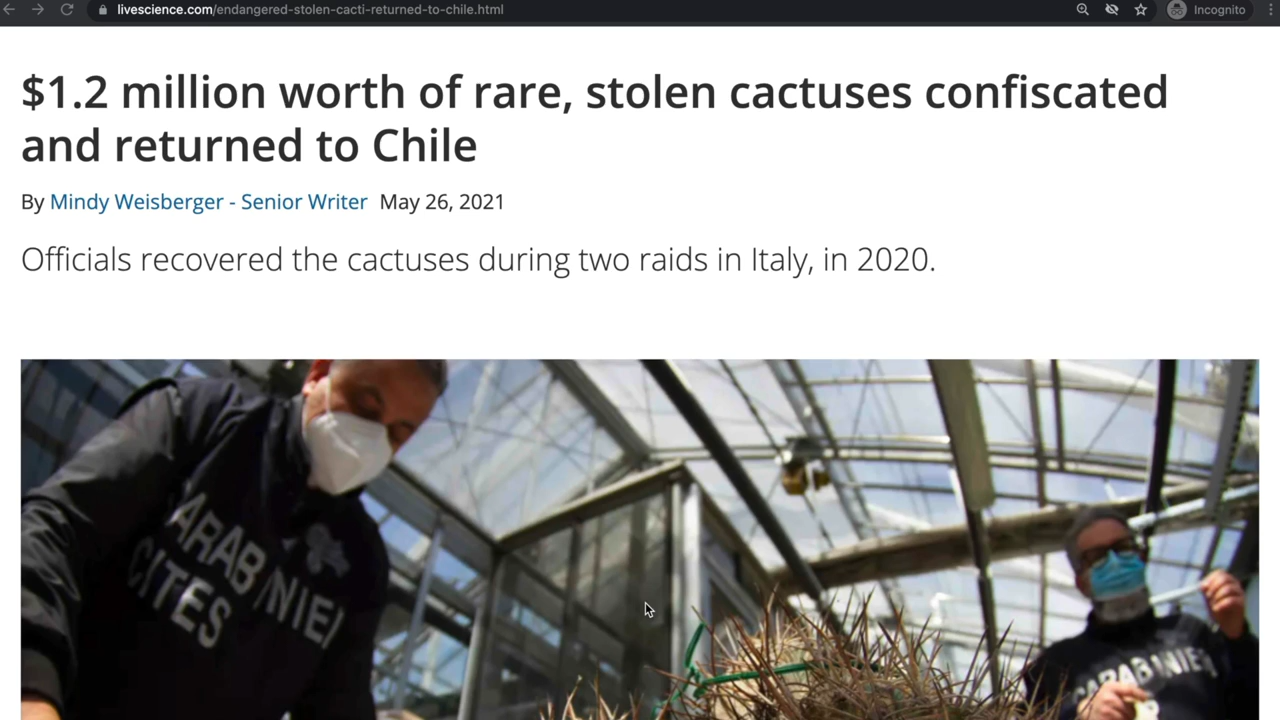 livescience.com/endangered-stolen-cacti-returned-to-chile.html
Incognito
$1.2 million worth of rare, stolen cactuses confiscated
and returned to Chile
By Mindy Weisberger - Senior Writer May 26, 2021
Officials recovered the cactuses during two raids in Italy, in 2020.
CARABINIERI
CITES
CARABINIERI